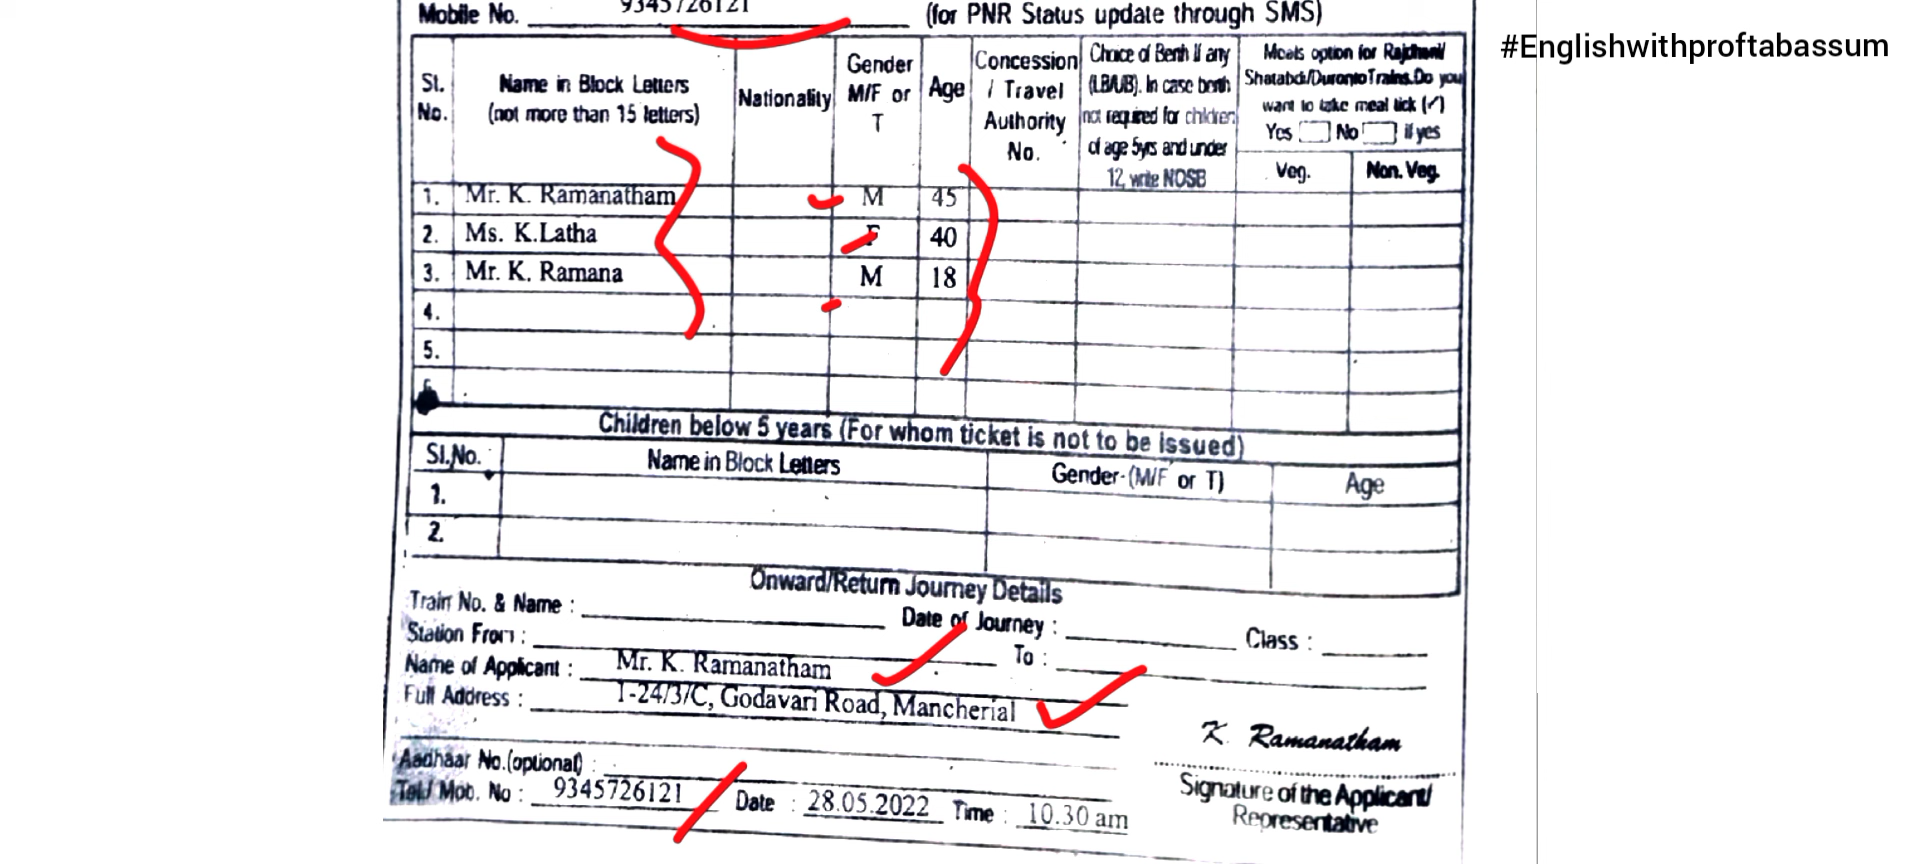 Mobile No. 9345726121 (for PNR Status update through SMS)
#Englishwithproftabassum
Sl. No. Name in Block Letters (not more than 15 letters) Nationality Gender M/F or T Age Concession / Travel Authority No. Choice of Berth If any (LB/UB). In case berth not required for children of age 5yrs and under 12, write NOSB Meals option for Rajdhani/ Shatabdi/Duronto Trains. Do you want to take meal tick (✓) Yes No if yes
Veg. Non. Veg.
1. Mr. K. Ramanatham M 45
2. Ms. K.Latha F 40
3. Mr. K. Ramana M 18
4.
5.
Children below 5 years (For whom ticket is not to be issued)
Sl.No. Name in Block Letters Gender-(M/F or T) Age
1.
2.
Onward/Return Journey Details
Train No. & Name : Date of Journey : Class :
Station From : To :
Name of Applicant : Mr. K. Ramanatham
Full Address : 1-24/3/C, Godavari Road, Mancherial
K. Ramanatham
Aadhaar No.(optional) :
Tel/ Mob. No : 9345726121 Date : 28.05.2022 Time : 10.30 am
Signature of the Applicant/
Representative